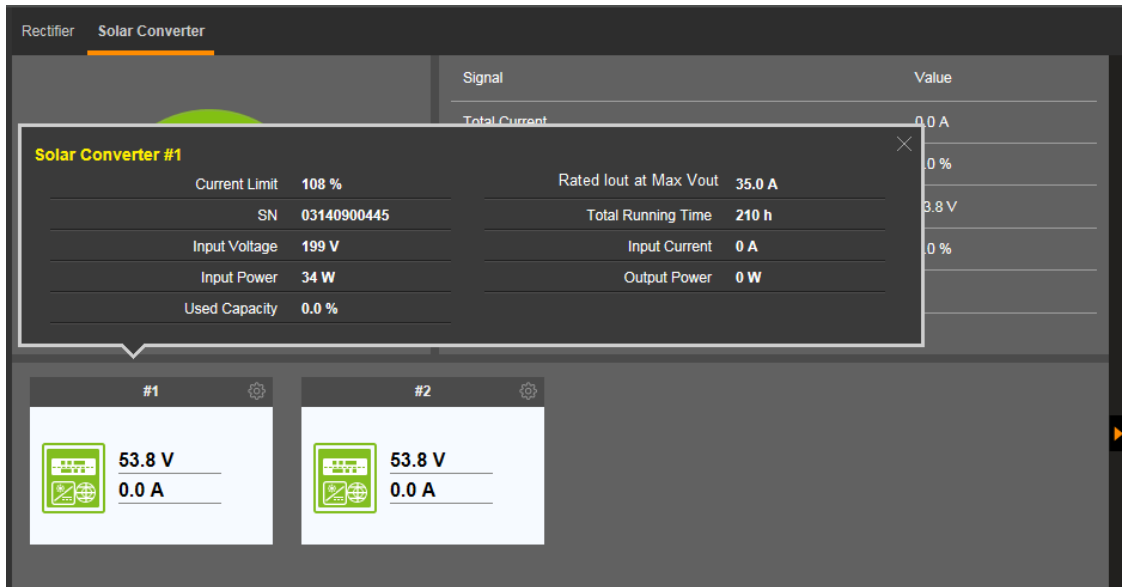 Rectifier Solar Converter
Signal Value
Total Current 0.0 A
Solar Converter #1
Current Limit 108 % Rated Iout at Max Vout 35.0 A
.0 %
SN 03140900445 Total Running Time 210 h
3.8 V
Input Voltage 199 V Input Current 0 A
.0 %
Input Power 34 W Output Power 0 W
Used Capacity 0.0 %
#1 #2
53.8 V 53.8 V
0.0 A 0.0 A